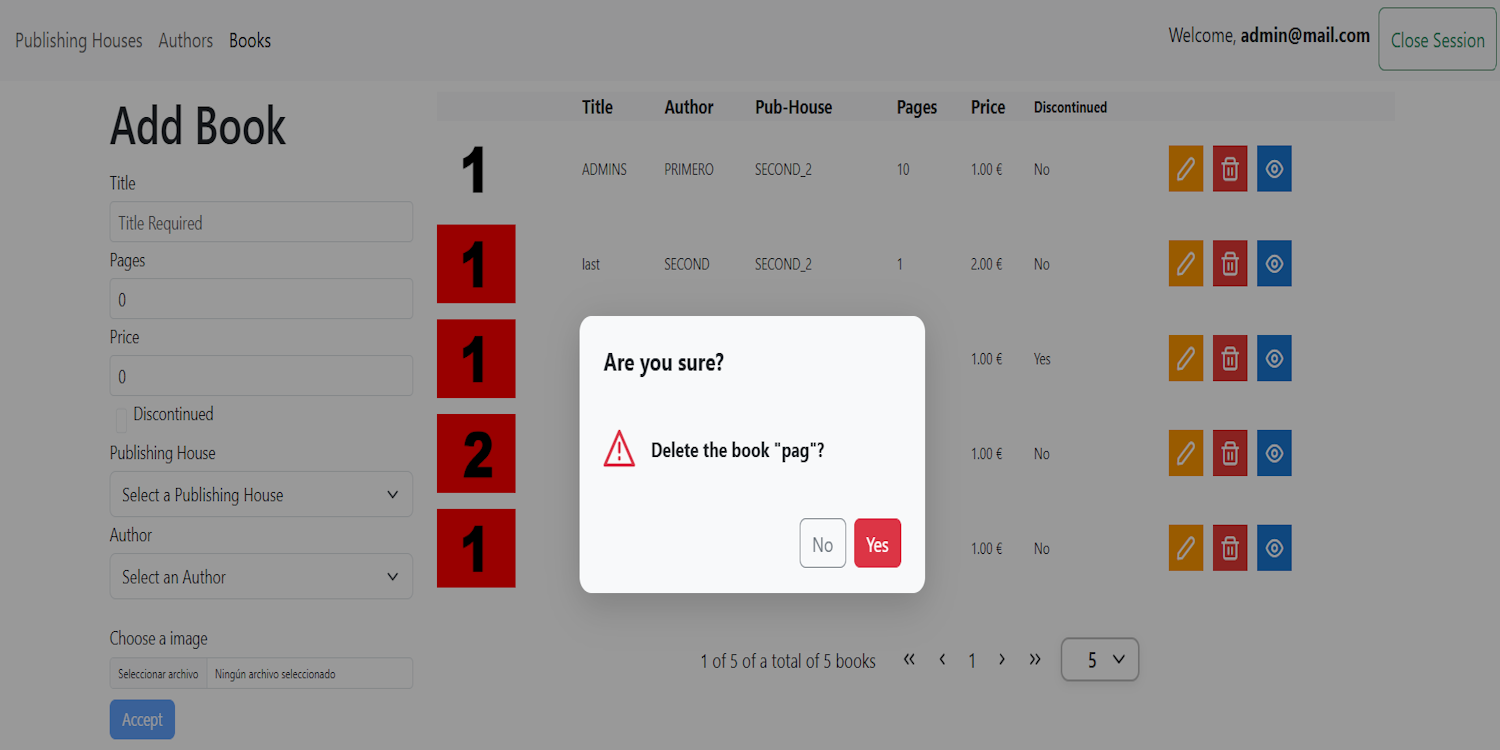 Publishing Houses Authors Books
Welcome, admin@mail.com
Close Session
Add Book
Title
Title Required
Pages
0
Price
0
Discontinued
Publishing House
Select a Publishing House
Author
Select an Author
Choose a image
Seleccionar archivo Ningún archivo seleccionado
Accept
Title Author Pub-House Pages Price Discontinued
1 ADMINS PRIMERO SECOND_2 10 1.00 € No
1 last SECOND SECOND_2 1 2.00 € No
1 1.00 € Yes
2 1.00 € No
1 1.00 € No
Are you sure?
Delete the book "pag"?
No Yes
1 of 5 of a total of 5 books « ‹ 1 › » 5